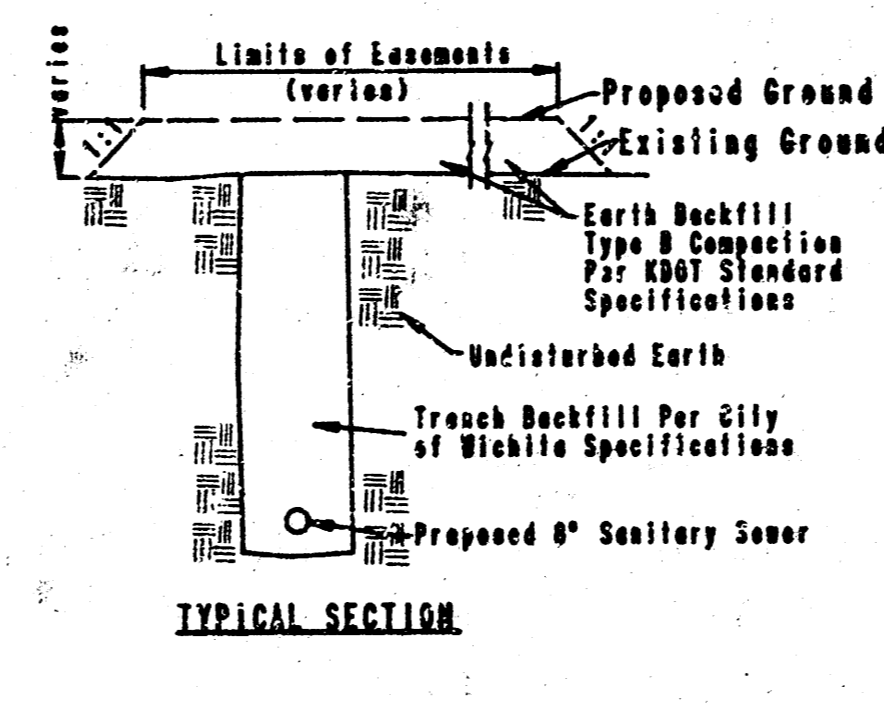 varies
Limits of Easements
(varies)
Proposed Ground
1:1
1:
Existing Ground
Earth Backfill
Type B Compaction
Per KDOT Standard
Specifications
Undisturbed Earth
Trench Backfill Per City
of Wichita Specifications
Proposed 8" Sanitary Sewer
TYPICAL SECTION